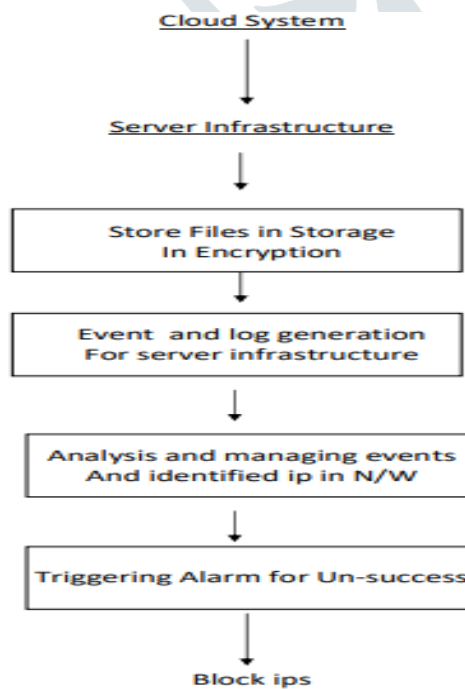 Cloud System
Server Infrastructure
Store Files in Storage
In Encryption
Event and log generation
For server infrastructure
Analysis and managing events
And identified ip in N/W
Triggering Alarm for Un-success
Block ips